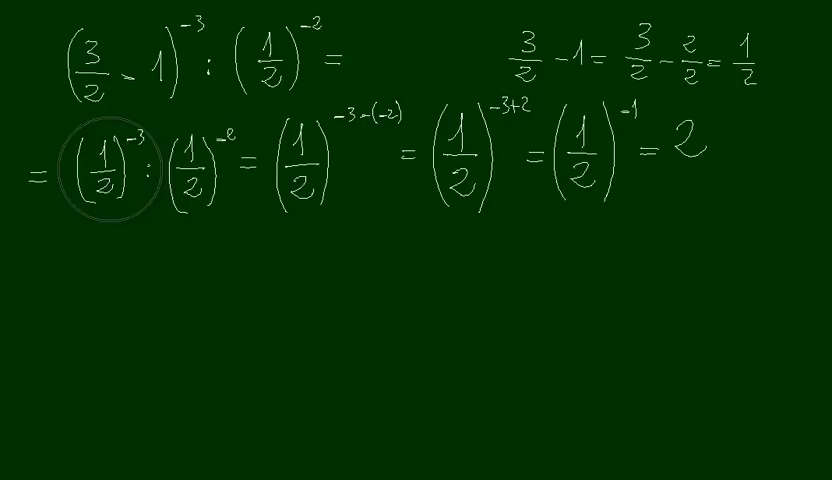 (3/2 - 1)^-3 : (1/2)^-2 =
3/2 - 1 = 3/2 - 2/2 = 1/2
= (1/2)^-3 : (1/2)^-2 = (1/2)^-3-(-2) = (1/2)^-3+2 = (1/2)^-1 = 2